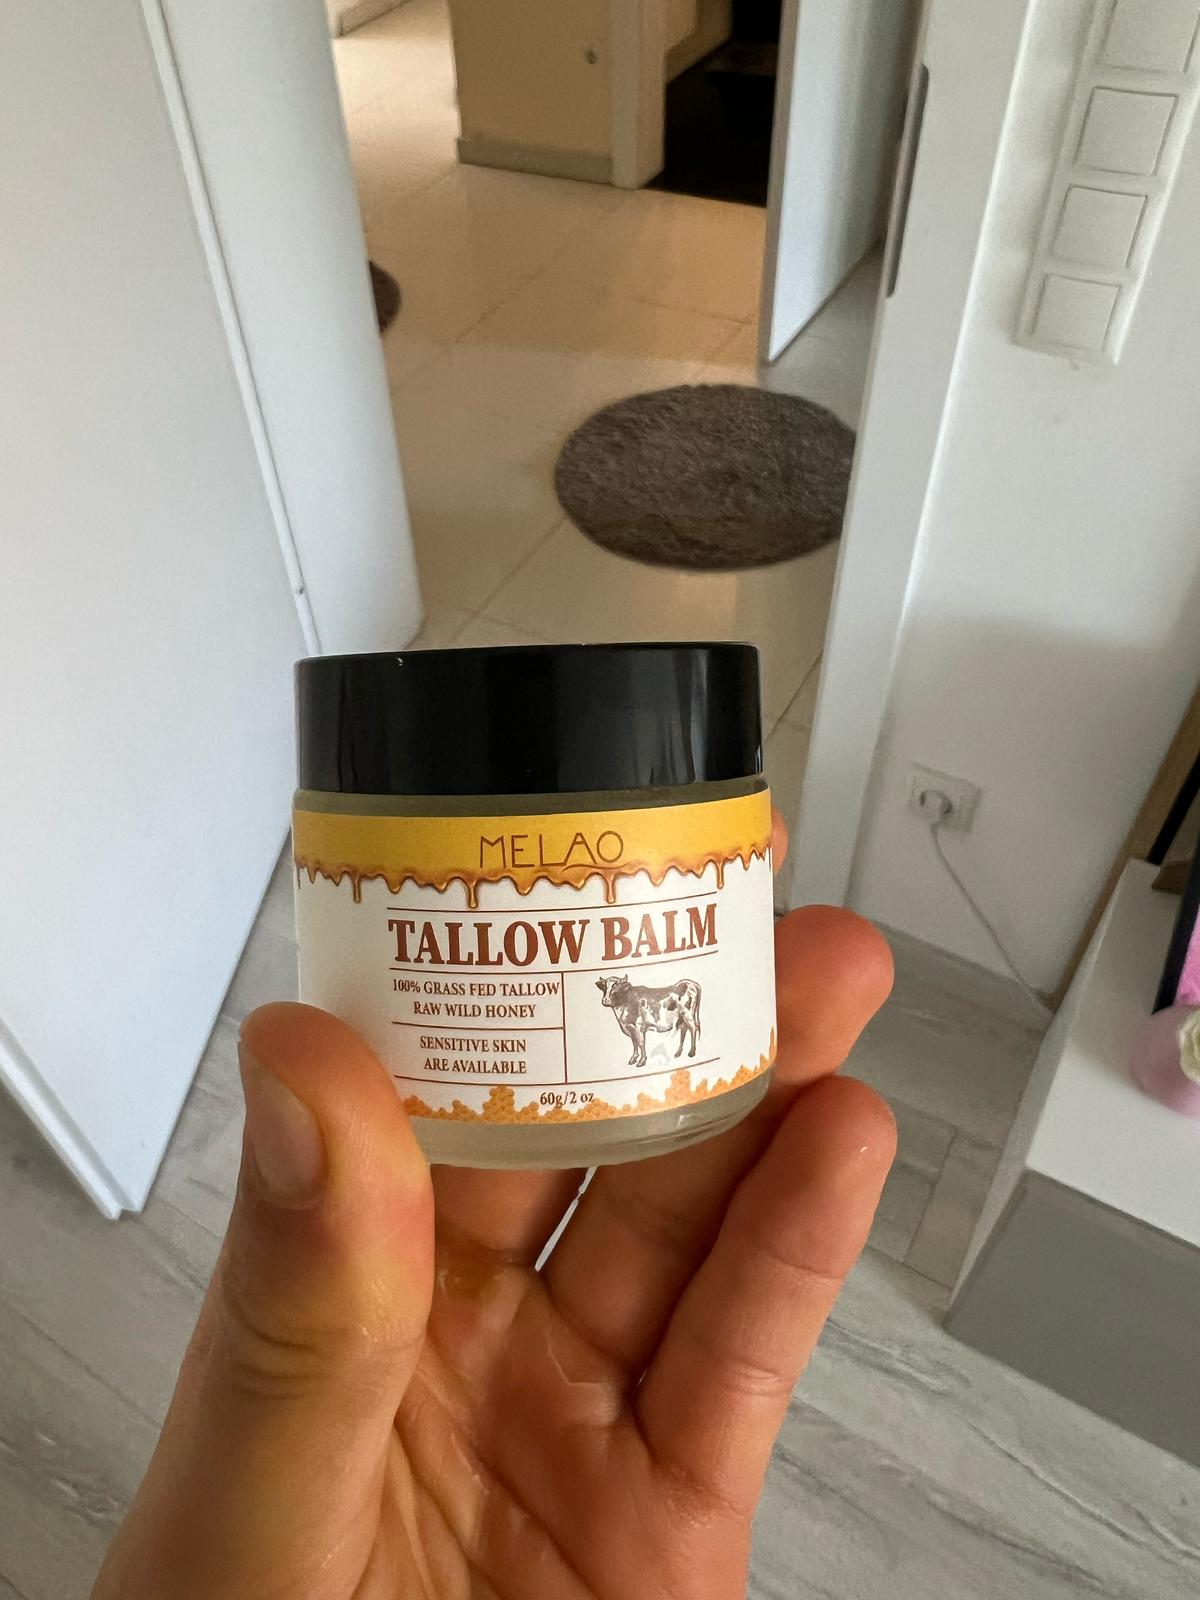 MELAO
TALLOW BALM
100% GRASS FED TALLOW
RAW WILD HONEY
SENSITIVE SKIN
ARE AVAILABLE
60g/2 oz